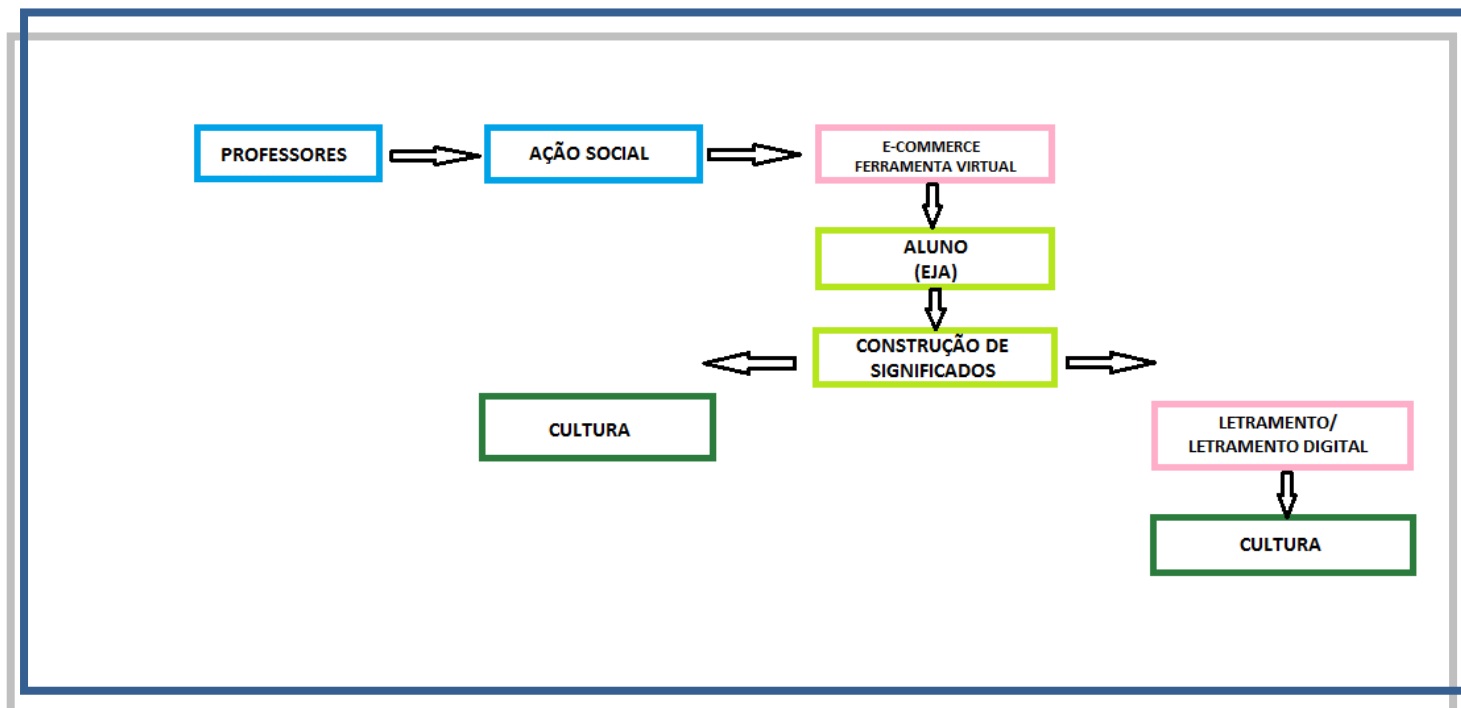 PROFESSORES
AÇÃO SOCIAL
E-COMMERCE
FERRAMENTA VIRTUAL
ALUNO
(EJA)
CONSTRUÇÃO DE
SIGNIFICADOS
CULTURA
LETRAMENTO/
LETRAMENTO DIGITAL
CULTURA